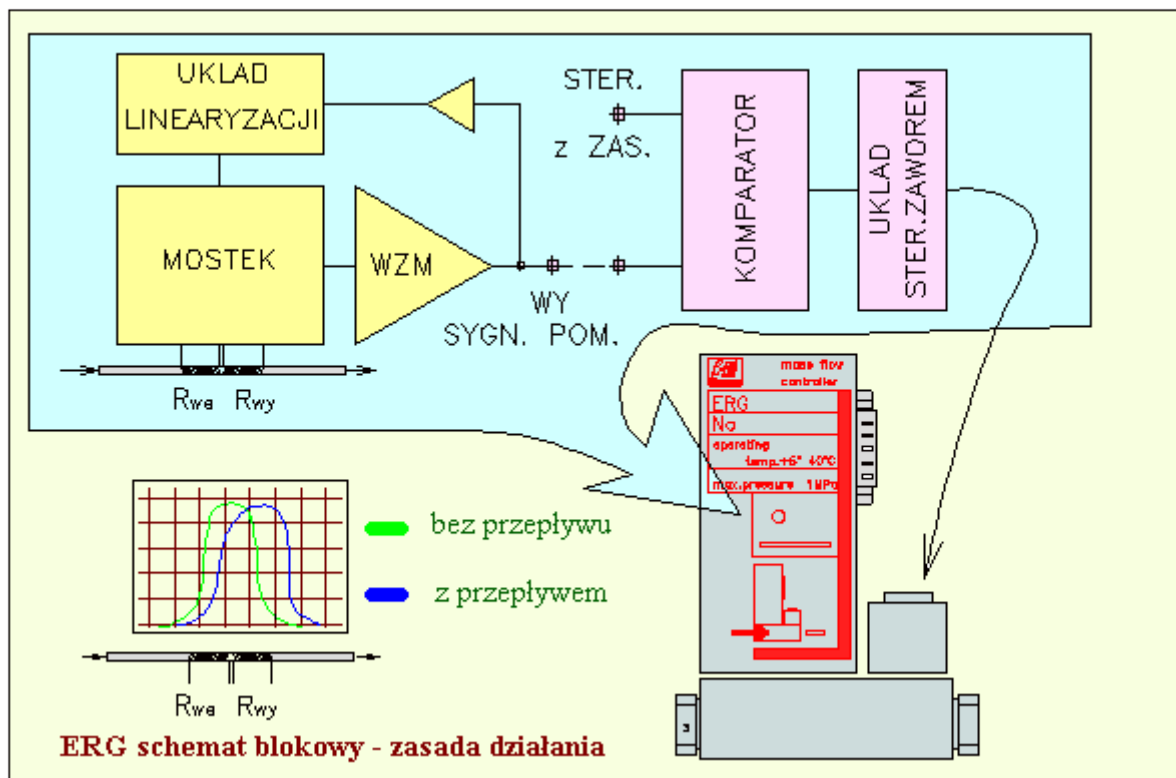 UKLAD
LINEARYZACJI
MOSTEK
WZM
STER.
z ZAS.
WY
SYGN. POM.
KOMPARATOR
UKLAD
STER.ZAWOREM
Rwe Rwy
mass flow
controller
ERG
No
operating
temp.+5° 40°C
max.pressure 1MPa
bez przepływu
z przepływem
Rwe Rwy
ERG schemat blokowy - zasada działania